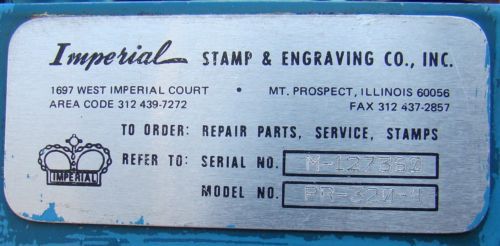 Imperial STAMP & ENGRAVING CO., INC.
1697 WEST IMPERIAL COURT • MT. PROSPECT, ILLINOIS 60056
AREA CODE 312 439-7272 FAX 312 437-2857
TO ORDER: REPAIR PARTS, SERVICE, STAMPS
REFER TO: SERIAL NO.
MODEL NO.
IMPERIAL